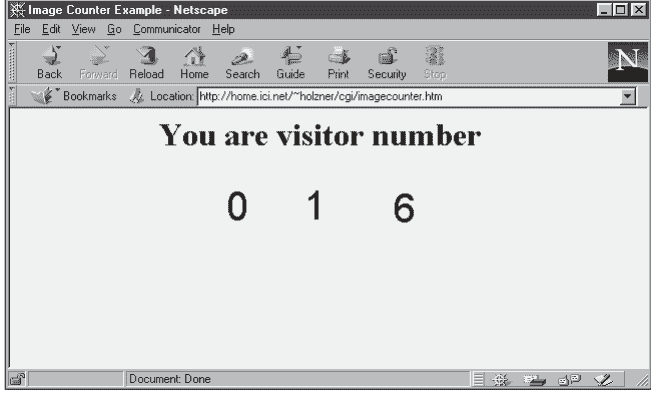 Image Counter Example - Netscape
File Edit View Go Communicator Help
Back Forward Reload Home Search Guide Print Security Stop
N
Bookmarks Location: http://home.ici.net/~holzner/cgi/imagecounter.htm
You are visitor number
0 1 6
Document: Done